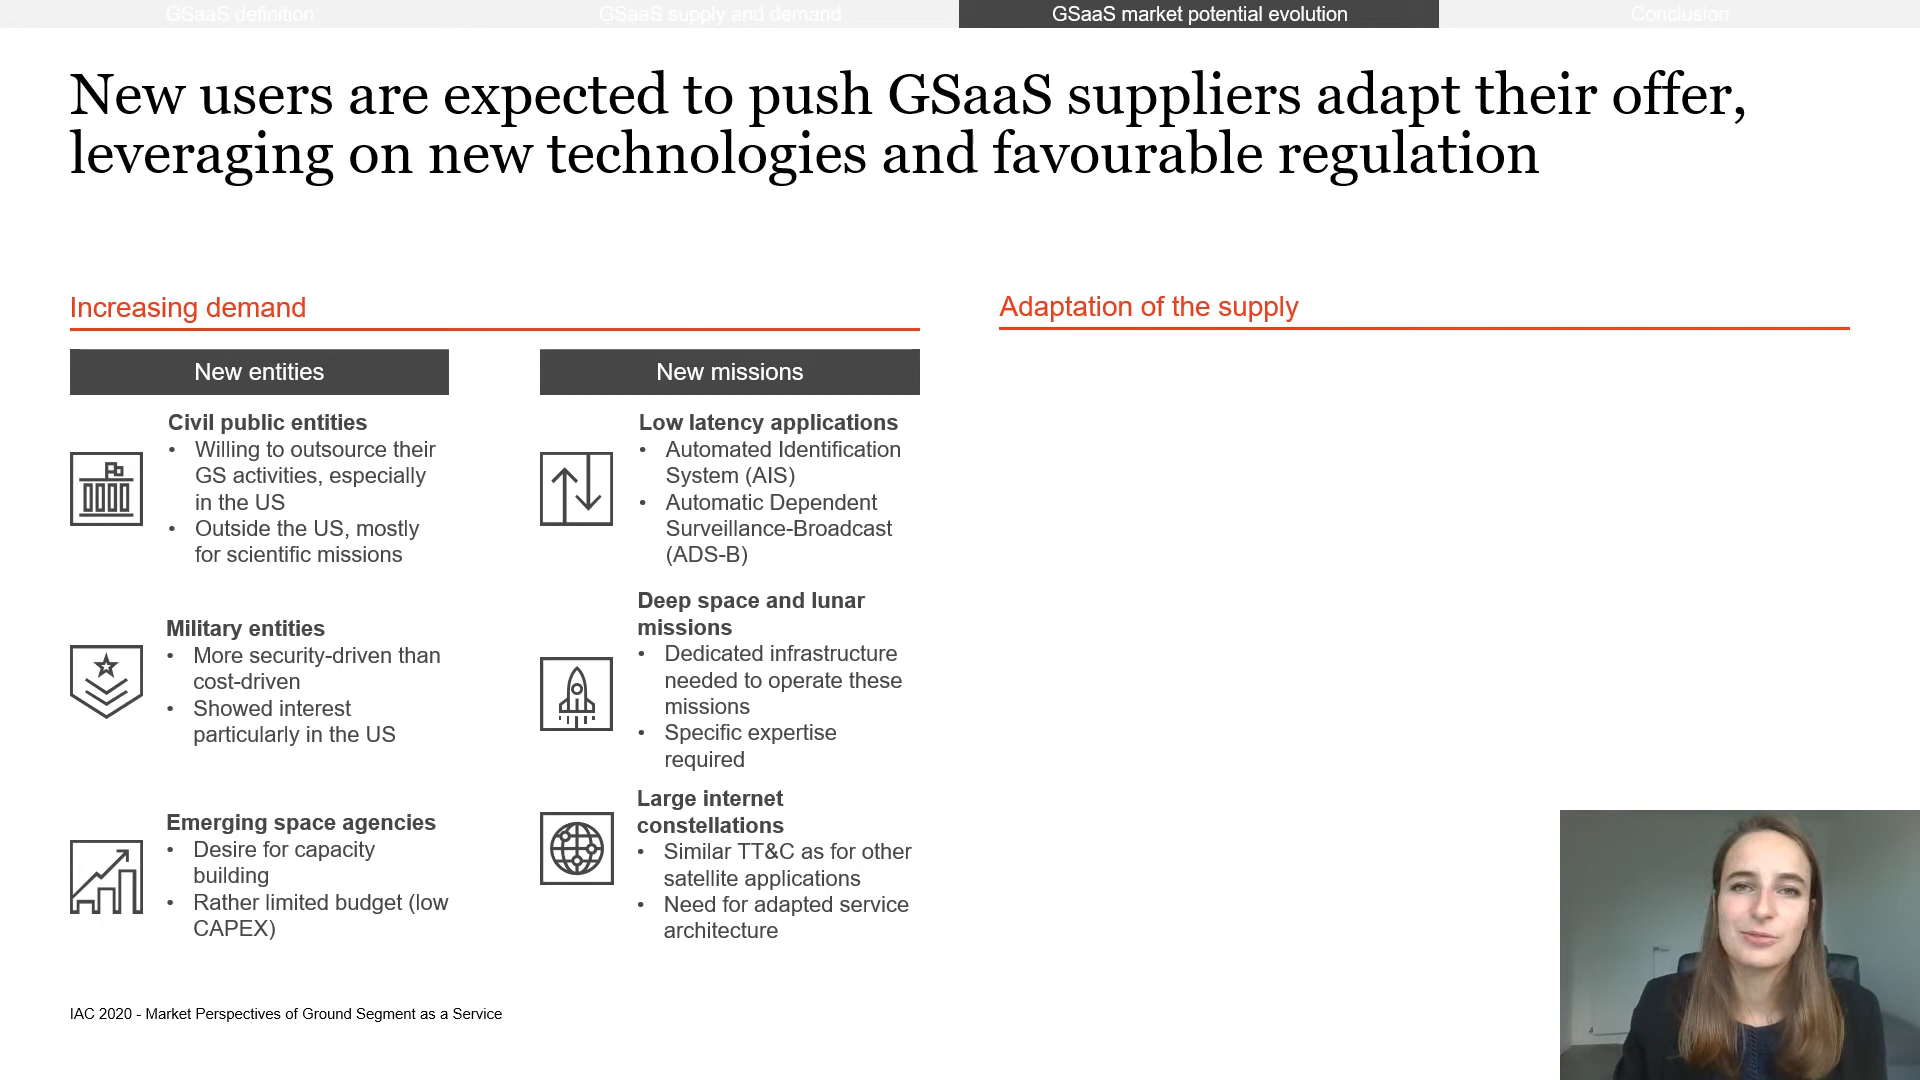 GSaaS definition
GSaaS supply and demand
GSaaS market potential evolution
Conclusion
New users are expected to push GSaaS suppliers adapt their offer,
leveraging on new technologies and favourable regulation
Increasing demand
New entities
Civil public entities
• Willing to outsource their
GS activities, especially
in the US
• Outside the US, mostly
for scientific missions
Military entities
• More security-driven than
cost-driven
• Showed interest
particularly in the US
Emerging space agencies
• Desire for capacity
building
• Rather limited budget (low
CAPEX)
New missions
Low latency applications
• Automated Identification
System (AIS)
• Automatic Dependent
Surveillance-Broadcast
(ADS-B)
Deep space and lunar
missions
• Dedicated infrastructure
needed to operate these
missions
• Specific expertise
required
Large internet
constellations
• Similar TT&C as for other
satellite applications
• Need for adapted service
architecture
Adaptation of the supply
IAC 2020 - Market Perspectives of Ground Segment as a Service